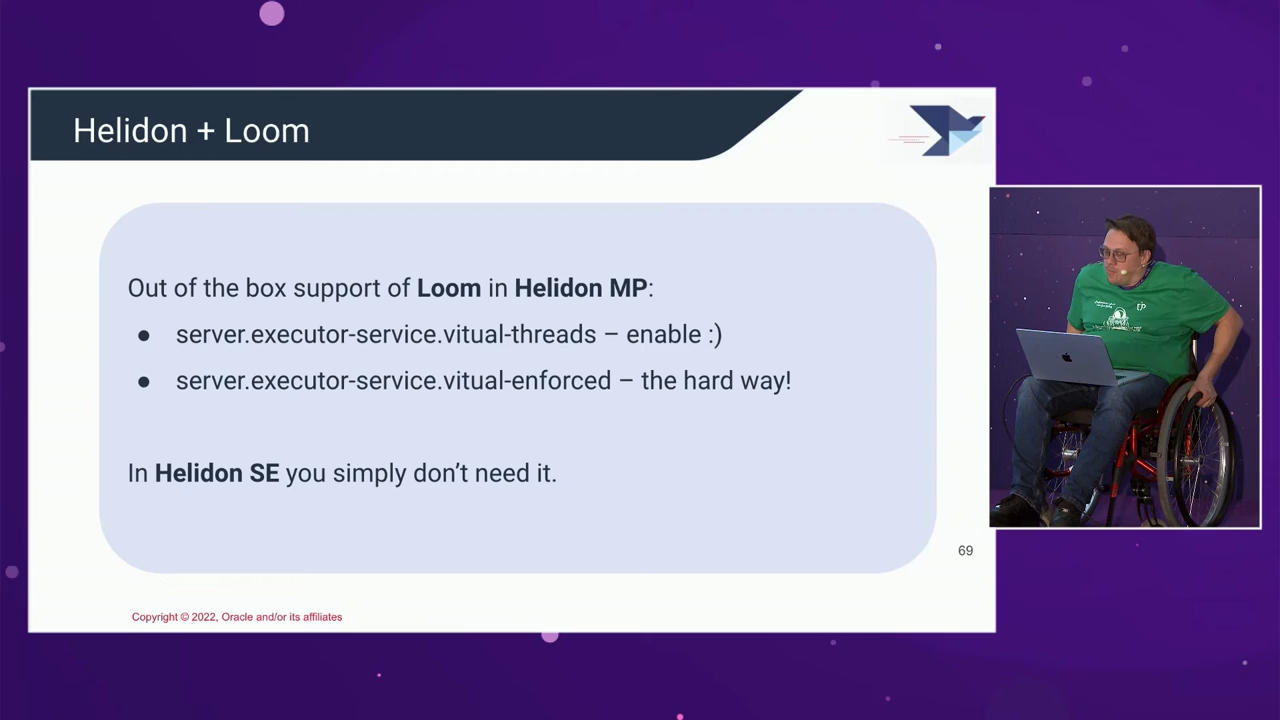 Helidon + Loom
Out of the box support of Loom in Helidon MP:
● server.executor-service.vitual-threads – enable :)
● server.executor-service.vitual-enforced – the hard way!
In Helidon SE you simply don't need it.
69
Copyright © 2022, Oracle and/or its affiliates